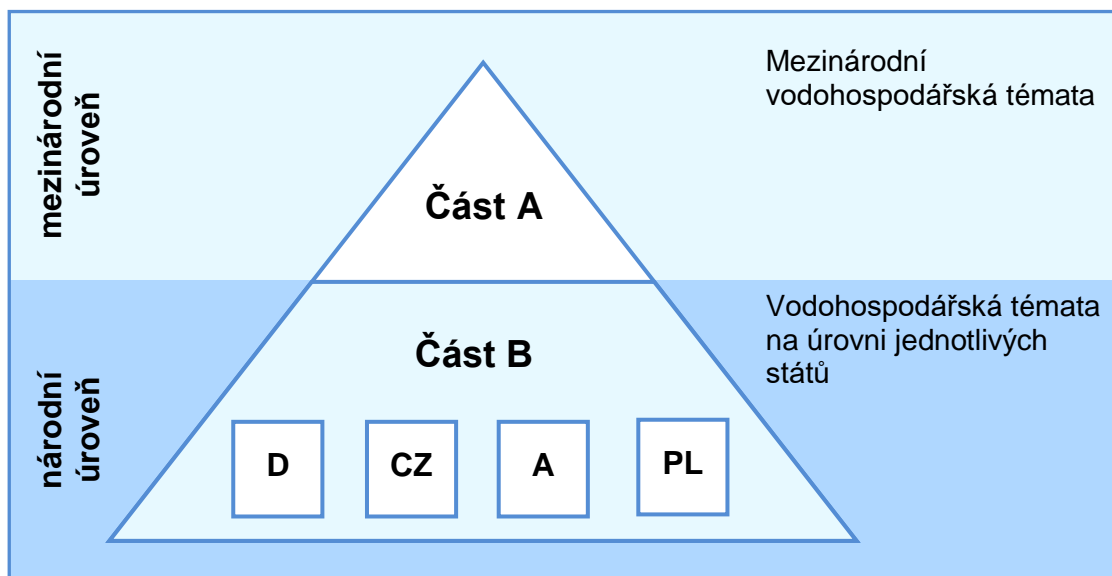 mezinárodní
úroveň
Mezinárodní
vodohospodářská témata
Část A
národní
úroveň
Vodohospodářská témata
na úrovni jednotlivých
států
Část B
D
CZ
A
PL